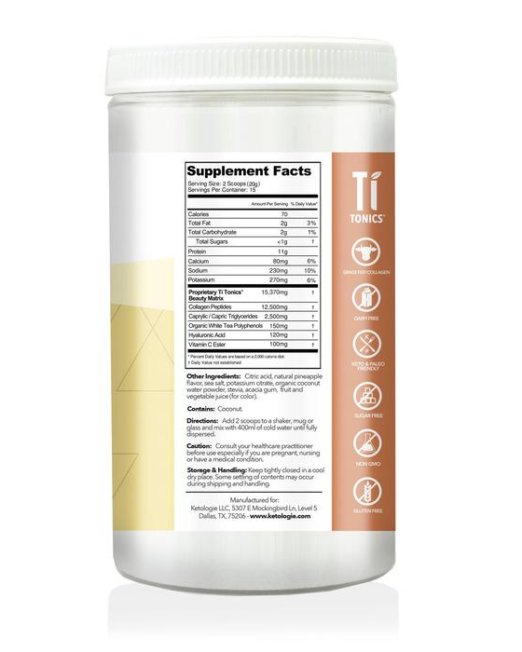 Supplement Facts
Serving Size: 2 Scoops (20g)
Servings Per Container: 15
Amount Per Serving % Daily Value*
Calories 70
Total Fat 2g 3%
Total Carbohydrate 2g 1%
Total Sugars <1g †
Protein 11g
Calcium 80mg 6%
Sodium 230mg 10%
Potassium 270mg 6%
Proprietary Ti Tonics® 15,370mg †
Beauty Matrix
Collagen Peptides 12,500mg †
Caprylic / Capric Triglycerides 2,500mg †
Organic White Tea Polyphenols 150mg †
Hyaluronic Acid 120mg †
Vitamin C Ester 100mg †
* Percent Daily Values are based on a 2,000 calorie diet
† Daily Value not established
Other Ingredients: Citric acid, natural pineapple
flavor, sea salt, potassium citrate, organic coconut
water powder, stevia, acacia gum, fruit and
vegetable juice (for color).
Contains: Coconut.
Directions: Add 2 scoops to a shaker, mug or
glass and mix with 400ml of cold water until fully
dispersed.
Caution: Consult your healthcare practitioner
before use especially if you are pregnant, nursing
or have a medical condition.
Storage & Handling: Keep tightly closed in a cool
dry place. Some settling of contents may occur
during shipping and handling.
Manufactured for:
Ketologie LLC, 5307 E Mockingbird Ln, Level 5
Dallas, TX, 75206 - www.ketologie.com
Ti
TONICS™
GRASS FED COLLAGEN
DAIRY FREE
KETO & PALEO
FRIENDLY
SUGAR FREE
NON GMO
GLUTEN FREE